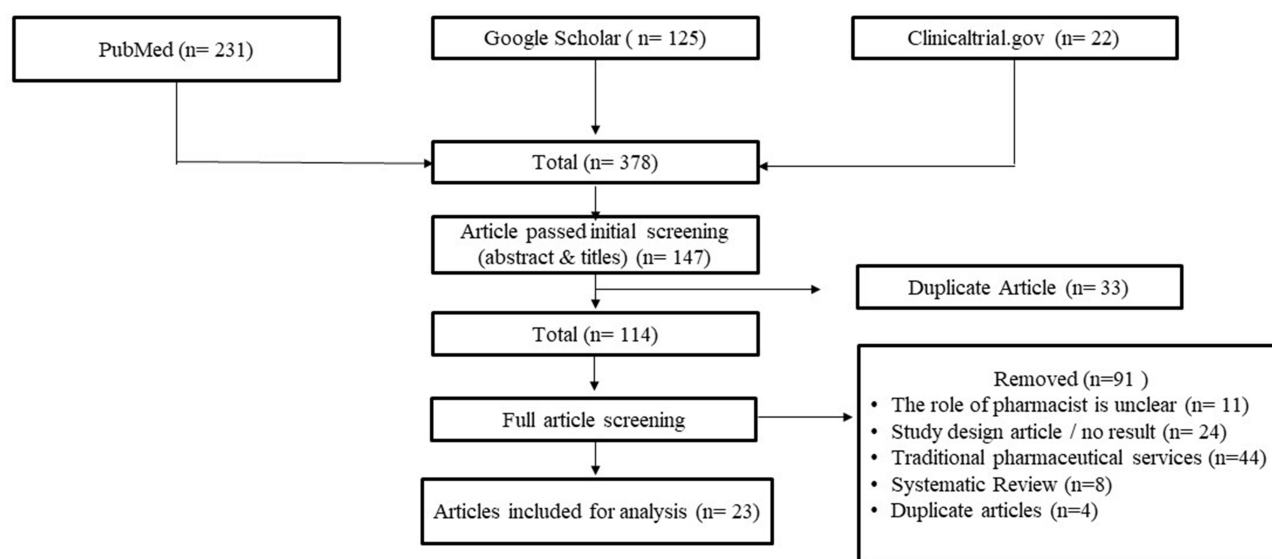 PubMed (n= 231)
Google Scholar ( n= 125)
Clinicaltrial.gov (n= 22)
Total (n= 378)
Article passed initial screening
(abstract & titles) (n= 147)
Duplicate Article (n= 33)
Total (n= 114)
Full article screening
Removed (n=91 )
• The role of pharmacist is unclear (n= 11)
• Study design article / no result (n= 24)
• Traditional pharmaceutical services (n=44)
• Systematic Review (n=8)
• Duplicate articles (n=4)
Articles included for analysis (n= 23)